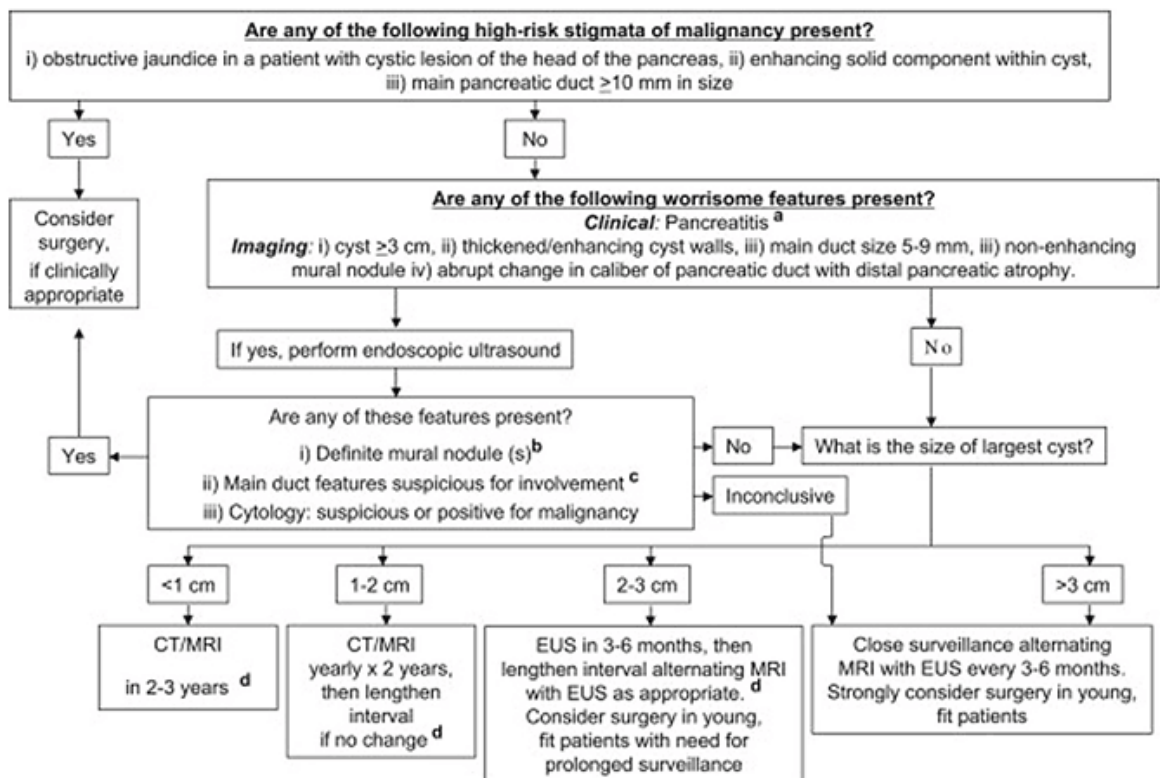 Are any of the following high-risk stigmata of malignancy present?
i) obstructive jaundice in a patient with cystic lesion of the head of the pancreas, ii) enhancing solid component within cyst,
iii) main pancreatic duct ≥10 mm in size
Yes
No
Consider
surgery,
if clinically
appropriate
Are any of the following worrisome features present?
Clinical: Pancreatitis a
Imaging: i) cyst ≥3 cm, ii) thickened/enhancing cyst walls, iii) main duct size 5-9 mm, iii) non-enhancing
mural nodule iv) abrupt change in caliber of pancreatic duct with distal pancreatic atrophy.
If yes, perform endoscopic ultrasound
No
Are any of these features present?
i) Definite mural nodule (s) b
ii) Main duct features suspicious for involvement c
iii) Cytology: suspicious or positive for malignancy
Yes
No
What is the size of largest cyst?
Inconclusive
<1 cm
1-2 cm
2-3 cm
>3 cm
CT/MRI
in 2-3 years d
CT/MRI
yearly x 2 years,
then lengthen
interval
if no change d
EUS in 3-6 months, then
lengthen interval alternating MRI
with EUS as appropriate. d
Consider surgery in young,
fit patients with need for
prolonged surveillance
Close surveillance alternating
MRI with EUS every 3-6 months.
Strongly consider surgery in young,
fit patients